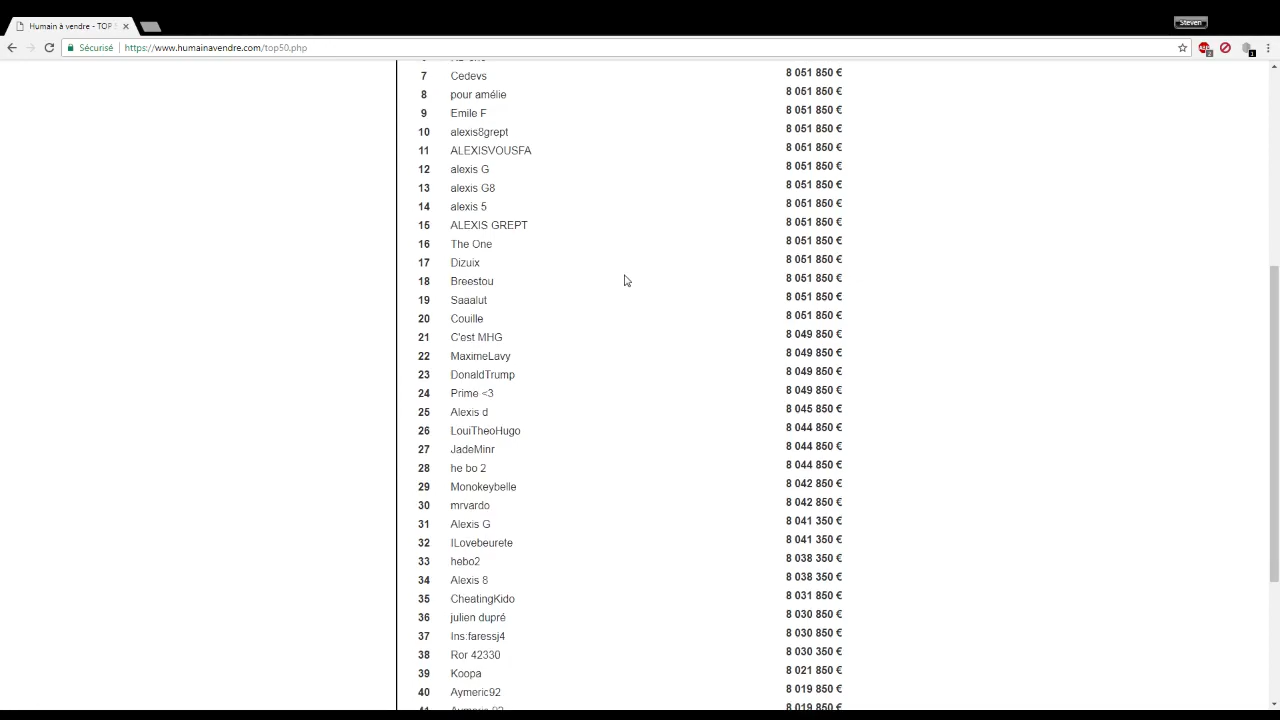 Steven
Humain à vendre - TOP
Sécurisé https://www.humainavendre.com/top50.php
7 Cedevs 8 051 850 €
8 pour amélie 8 051 850 €
9 Emile F 8 051 850 €
10 alexis8grept 8 051 850 €
11 ALEXISVOUSFA 8 051 850 €
12 alexis G 8 051 850 €
13 alexis G8 8 051 850 €
14 alexis 5 8 051 850 €
15 ALEXIS GREPT 8 051 850 €
16 The One 8 051 850 €
17 Dizuix 8 051 850 €
18 Breestou 8 051 850 €
19 Saaalut 8 051 850 €
20 Couille 8 051 850 €
21 C'est MHG 8 049 850 €
22 MaximeLavy 8 049 850 €
23 DonaldTrump 8 049 850 €
24 Prime <3 8 049 850 €
25 Alexis d 8 045 850 €
26 LouiTheoHugo 8 044 850 €
27 JadeMinr 8 044 850 €
28 he bo 2 8 044 850 €
29 Monokeybelle 8 042 850 €
30 mrvardo 8 042 850 €
31 Alexis G 8 041 350 €
32 ILovebeurete 8 041 350 €
33 hebo2 8 038 350 €
34 Alexis 8 8 038 350 €
35 CheatingKido 8 031 850 €
36 julien dupré 8 030 850 €
37 Ins:faressj4 8 030 850 €
38 Ror 42330 8 030 350 €
39 Koopa 8 021 850 €
40 Aymeric92 8 019 850 €
8 019 850 €